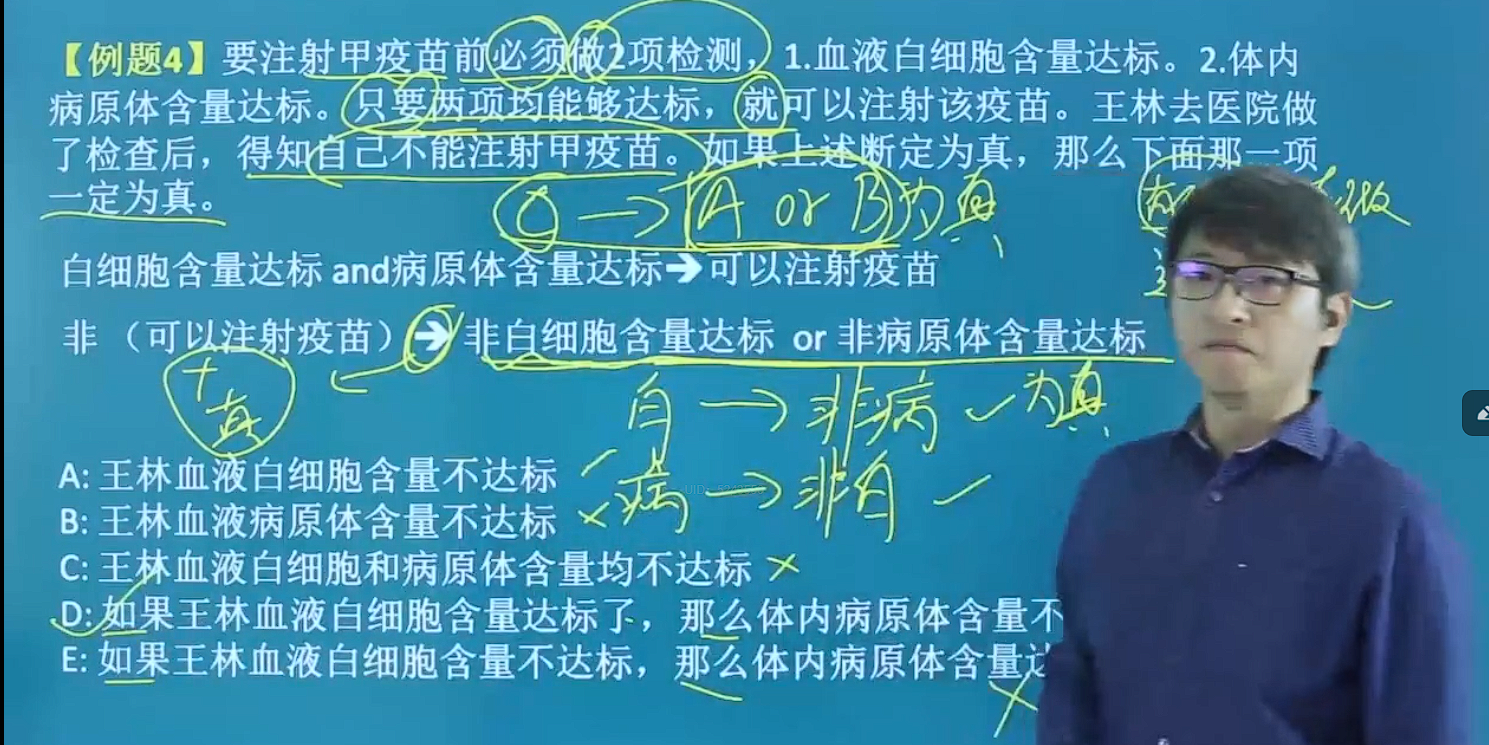 【例题4】要注射甲疫苗前必须做2项检测，1.血液白细胞含量达标。2.体内
病原体含量达标。只要两项均能够达标，就可以注射该疫苗。王林去医院做
了检查后，得知自己不能注射甲疫苗。如果上述断定为真，那么下面那一项
一定为真。
C → A or B 为真
白细胞含量达标 and病原体含量达标➔可以注射疫苗
非 （可以注射疫苗）➔ 非白细胞含量达标 or 非病原体含量达标
真
白 → 非病 ✓ 为真
A: 王林血液白细胞含量不达标
病 → 非白 ✓
B: 王林血液病原体含量不达标 ×
C: 王林血液白细胞和病原体含量均不达标 ×
D: 如果王林血液白细胞含量达标了，那么体内病原体含量不
E: 如果王林血液白细胞含量不达标，那么体内病原体含量达